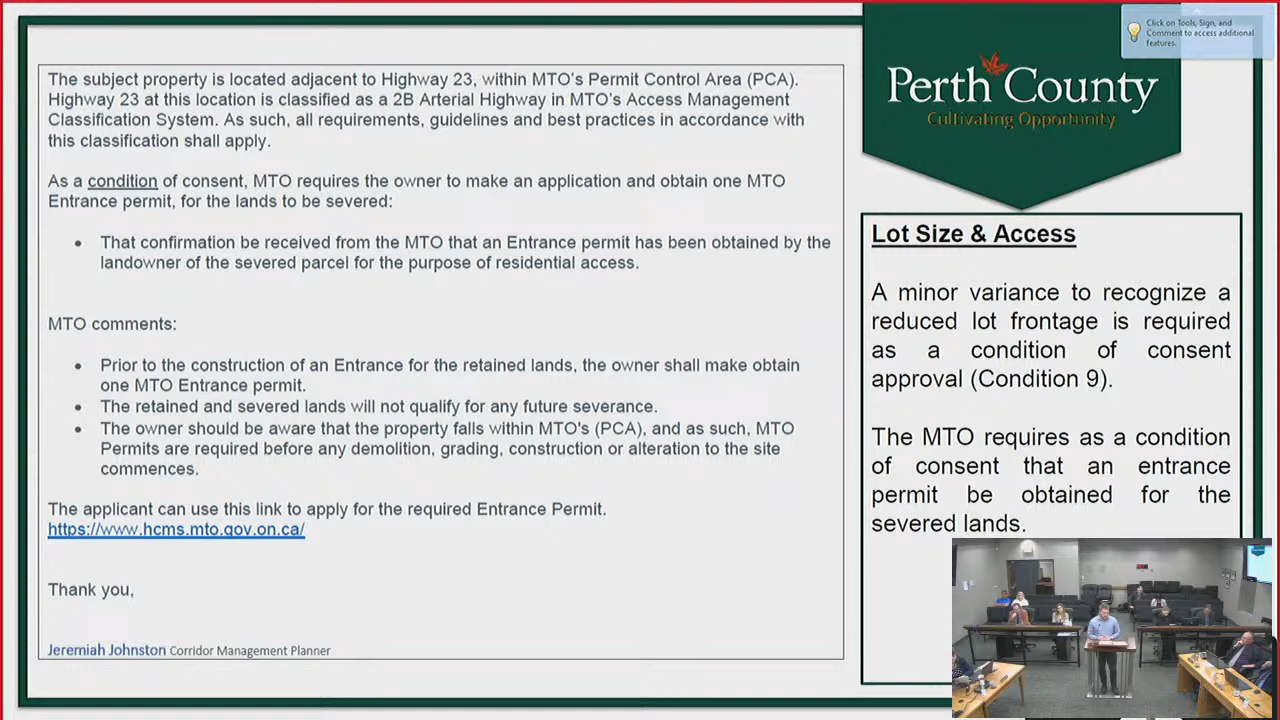 The subject property is located adjacent to Highway 23, within MTO's Permit Control Area (PCA).
Highway 23 at this location is classified as a 2B Arterial Highway in MTO's Access Management
Classification System. As such, all requirements, guidelines and best practices in accordance with
this classification shall apply.
As a condition of consent, MTO requires the owner to make an application and obtain one MTO
Entrance permit, for the lands to be severed:
• That confirmation be received from the MTO that an Entrance permit has been obtained by the
landowner of the severed parcel for the purpose of residential access.
MTO comments:
• Prior to the construction of an Entrance for the retained lands, the owner shall make obtain
one MTO Entrance permit.
• The retained and severed lands will not qualify for any future severance.
• The owner should be aware that the property falls within MTO's (PCA), and as such, MTO
Permits are required before any demolition, grading, construction or alteration to the site
commences.
The applicant can use this link to apply for the required Entrance Permit.
https://www.hcms.mto.gov.on.ca/
Thank you,
Jeremiah Johnston Corridor Management Planner
Click on Tools, Sign, and
Comment to access additional
features.
Perth County
Cultivating Opportunity
Lot Size & Access
A minor variance to recognize a
reduced lot frontage is required
as a condition of consent
approval (Condition 9).
The MTO requires as a condition
of consent that an entrance
permit be obtained for the
severed lands.